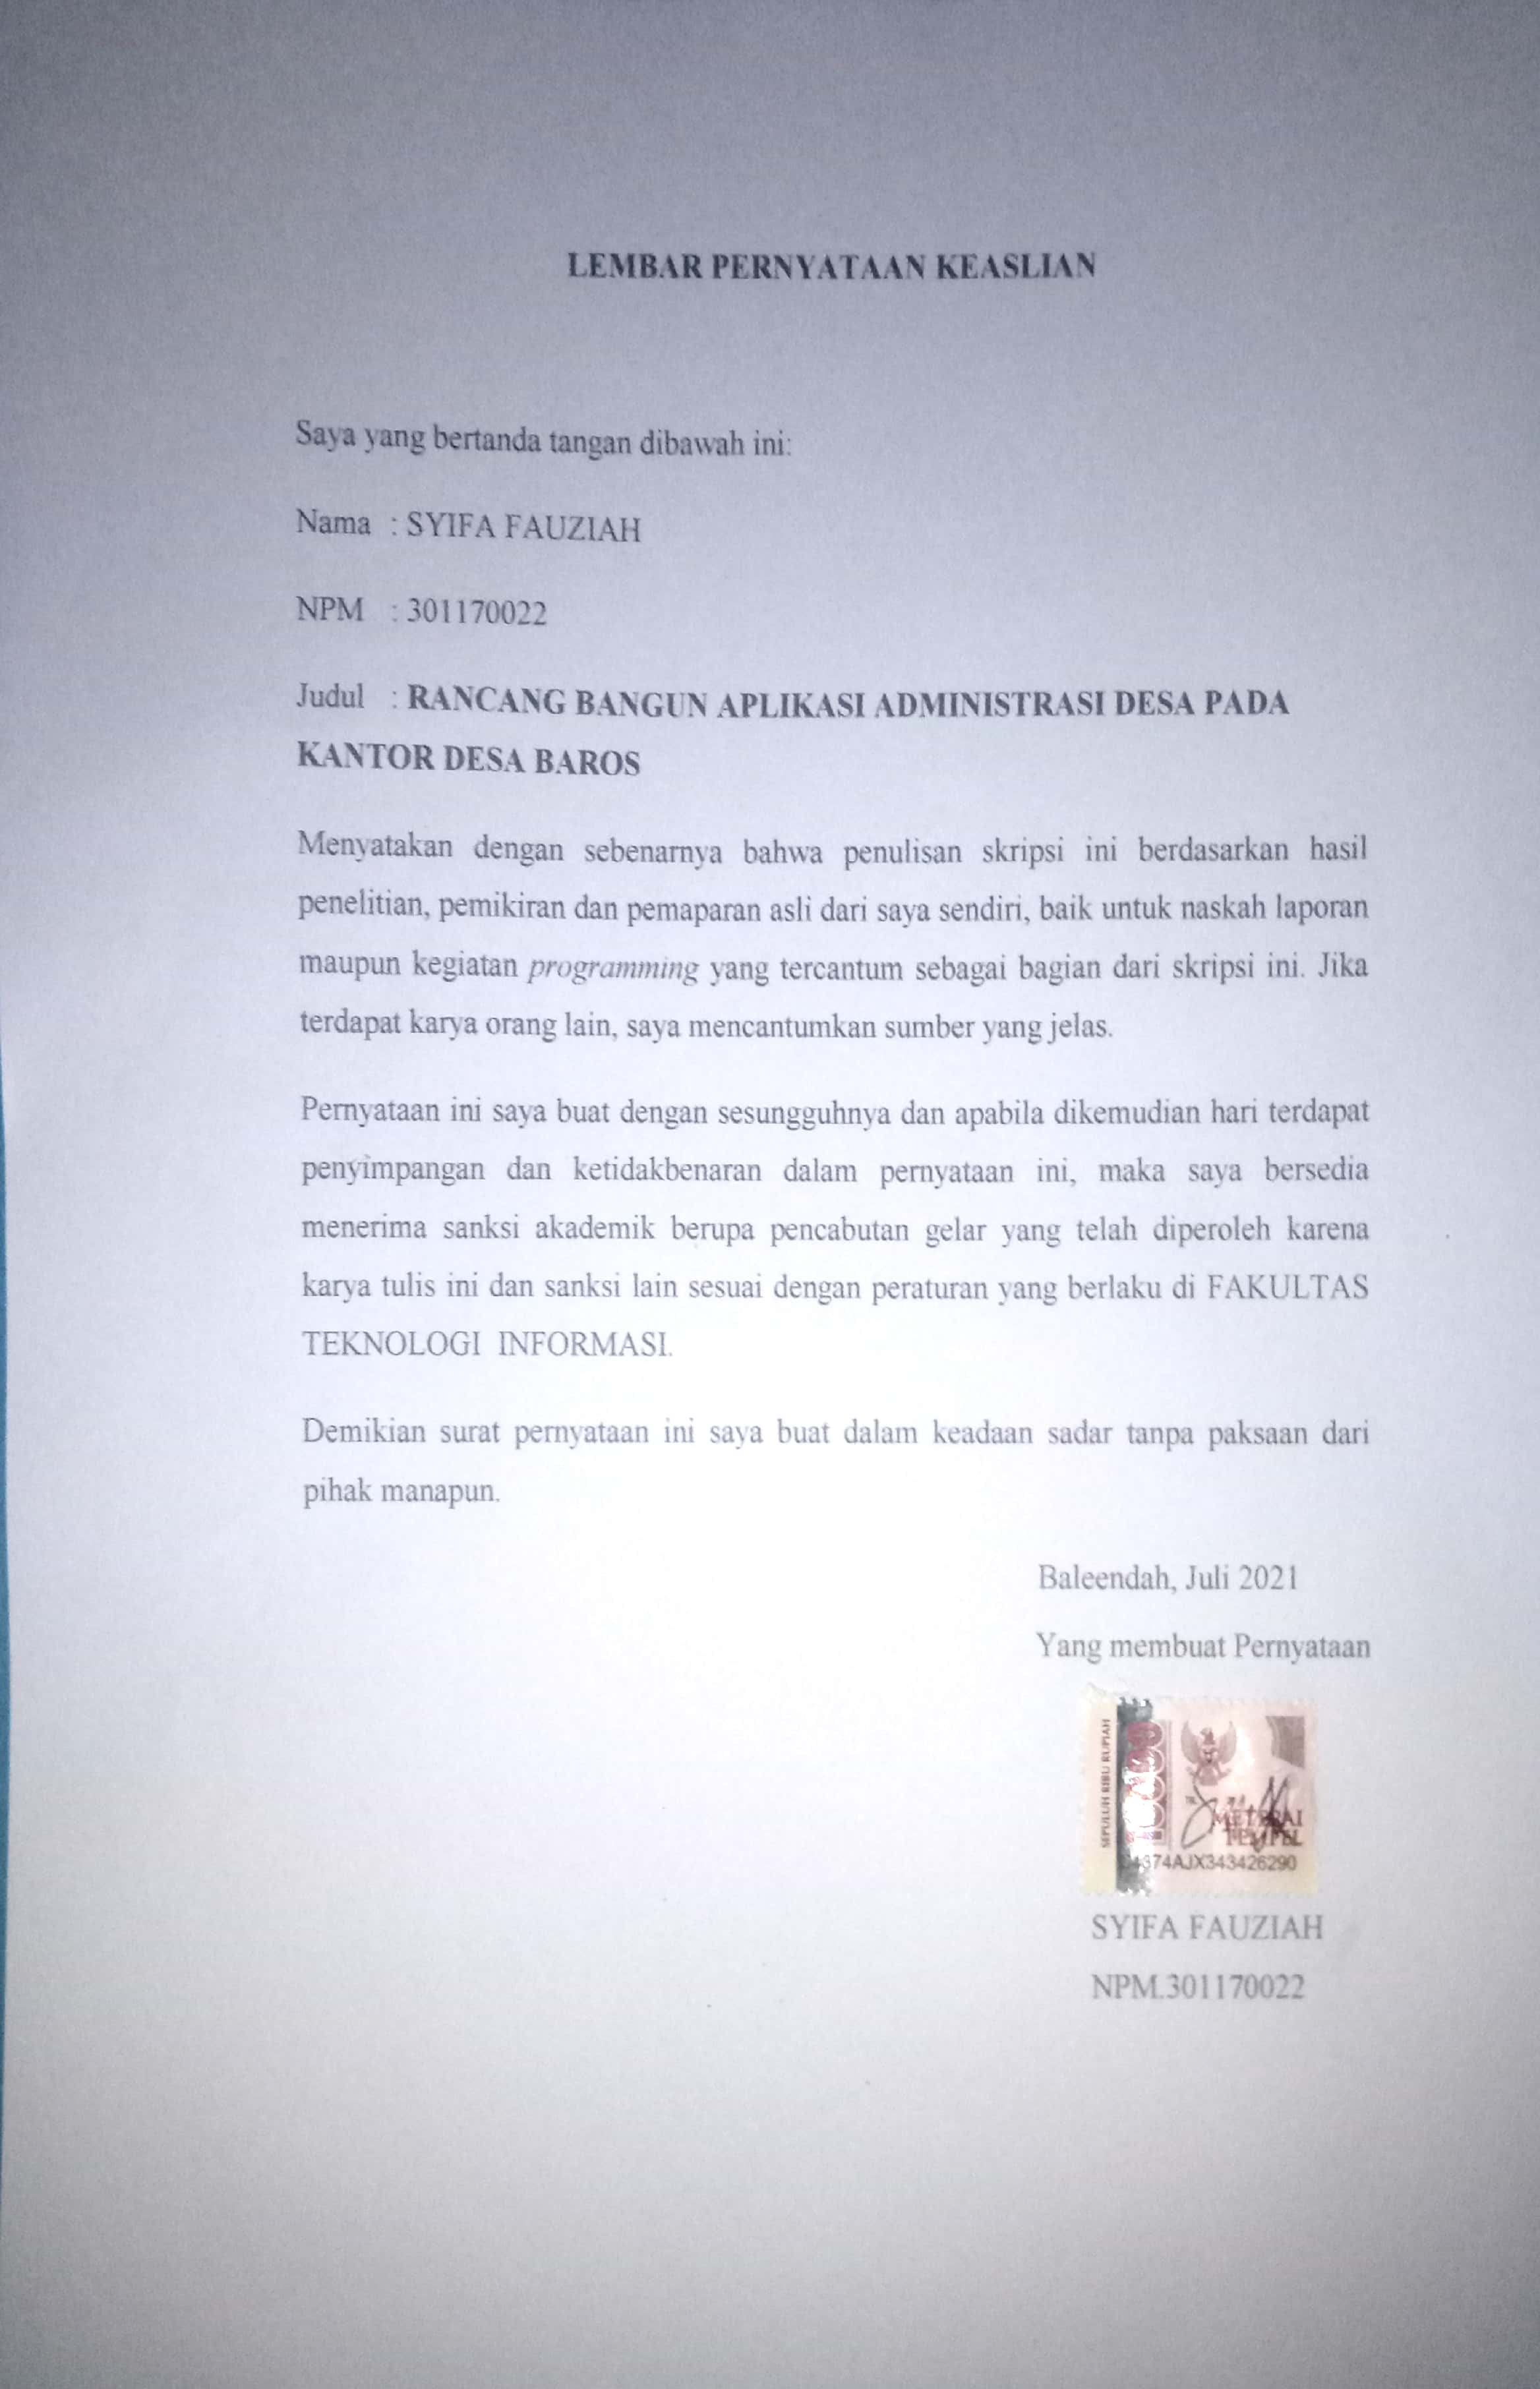 LEMBAR PERNYATAAN KEASLIAN
Saya yang bertanda tangan dibawah ini:
Nama : SYIFA FAUZIAH
NPM : 301170022
Judul : RANCANG BANGUN APLIKASI ADMINISTRASI DESA PADA
KANTOR DESA BAROS
Menyatakan dengan sebenarnya bahwa penulisan skripsi ini berdasarkan hasil
penelitian, pemikiran dan pemaparan asli dari saya sendiri, baik untuk naskah laporan
maupun kegiatan programming yang tercantum sebagai bagian dari skripsi ini. Jika
terdapat karya orang lain, saya mencantumkan sumber yang jelas.
Pernyataan ini saya buat dengan sesungguhnya dan apabila dikemudian hari terdapat
penyimpangan dan ketidakbenaran dalam pernyataan ini, maka saya bersedia
menerima sanksi akademik berupa pencabutan gelar yang telah diperoleh karena
karya tulis ini dan sanksi lain sesuai dengan peraturan yang berlaku di FAKULTAS
TEKNOLOGI INFORMASI.
Demikian surat pernyataan ini saya buat dalam keadaan sadar tanpa paksaan dari
pihak manapun.
Baleendah, Juli 2021
Yang membuat Pernyataan
SEPULUH RIBU RUPIAH
METERAI
TEMPEL
SYIFA FAUZIAH
NPM.301170022